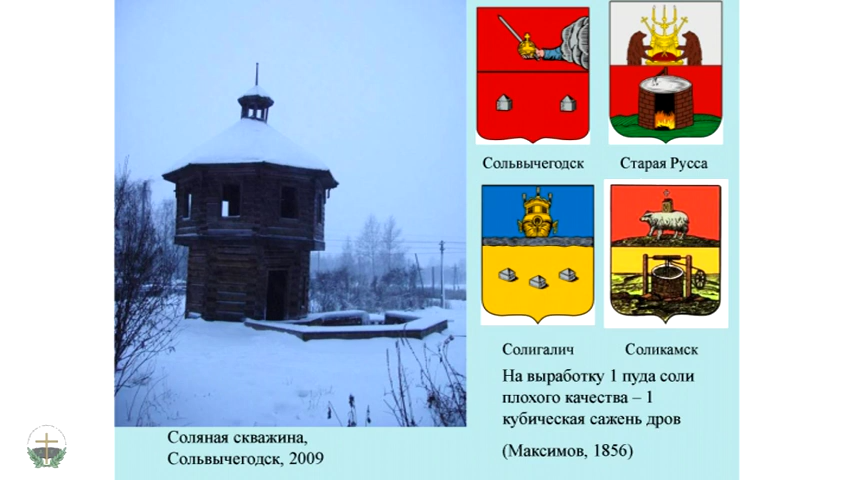 Сольвычегодск
Старая Русса
Солигалич
Соликамск
На выработку 1 пуда соли
плохого качества – 1
кубическая сажень дров
(Максимов, 1856)
Соляная скважина,
Сольвычегодск, 2009